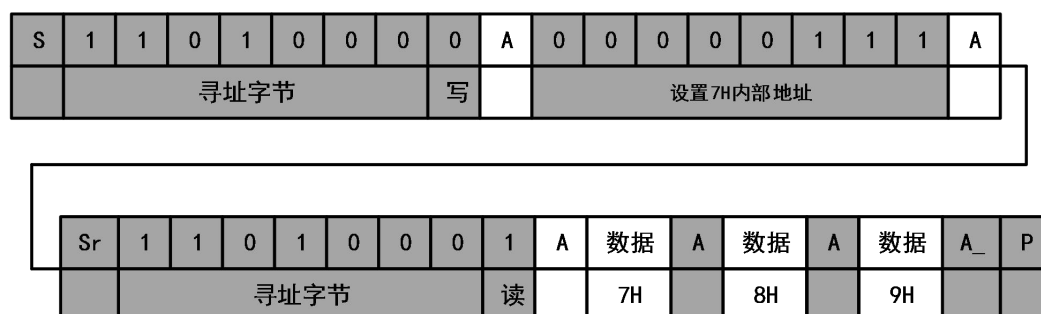 S 1 1 0 1 0 0 0 0 A 0 0 0 0 0 1 1 1 A
寻址字节 写 设置7H内部地址
Sr 1 1 0 1 0 0 0 1 A 数据 A 数据 A 数据 A_ P
寻址字节 读 7H 8H 9H